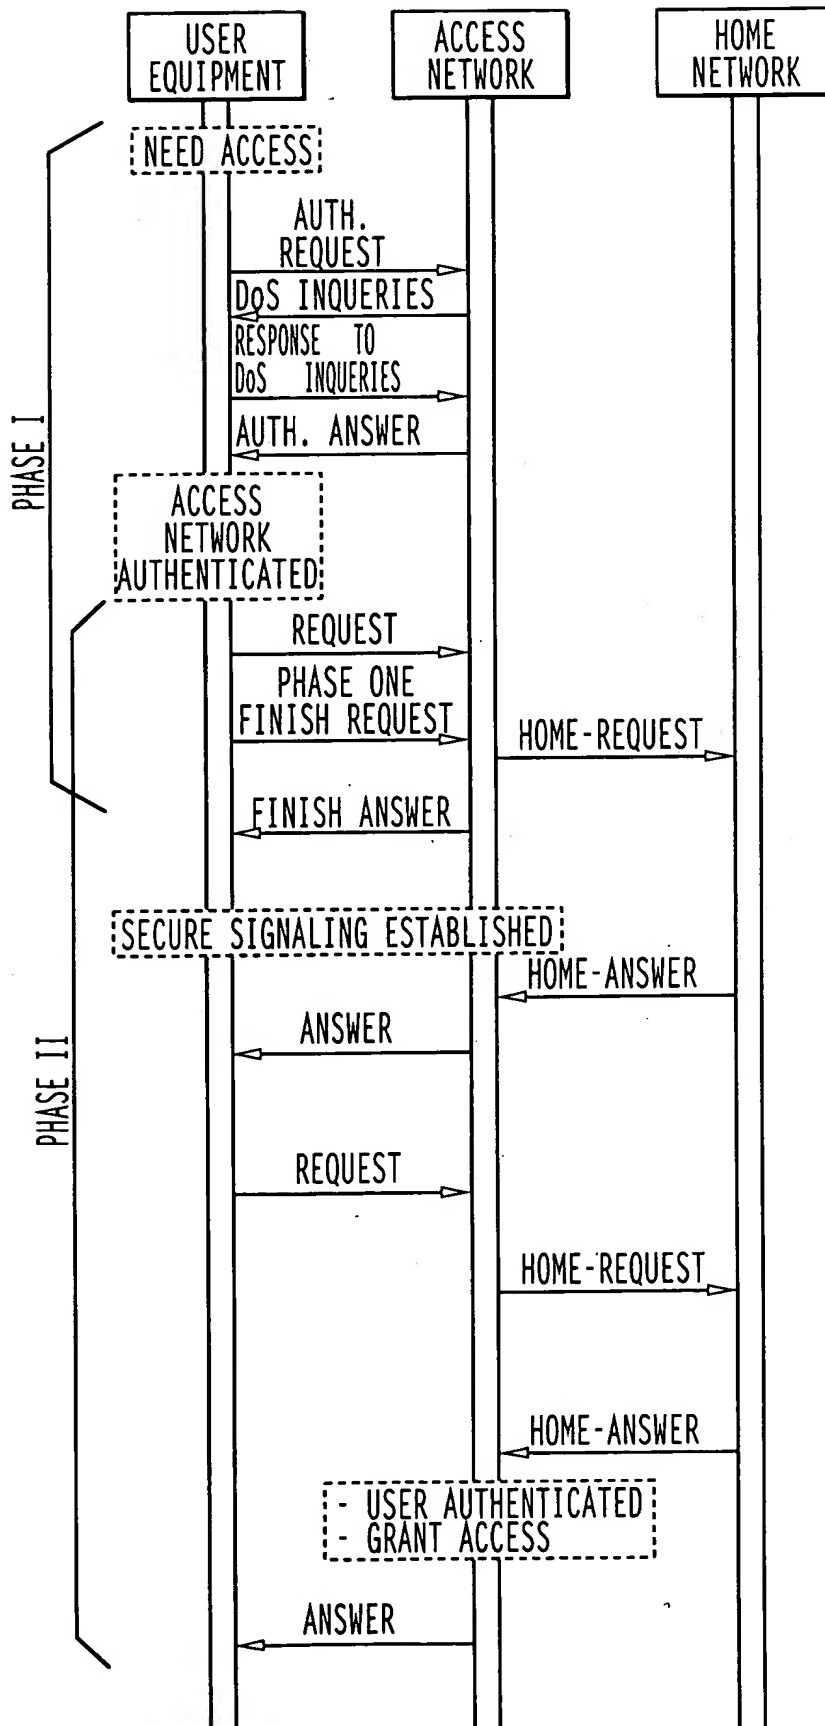 USER
EQUIPMENT
ACCESS
NETWORK
HOME
NETWORK
NEED ACCESS
AUTH.
REQUEST
DoS INQUERIES
RESPONSE TO
DoS INQUERIES
AUTH. ANSWER
PHASE I
ACCESS
NETWORK
AUTHENTICATED
REQUEST
PHASE ONE
FINISH REQUEST
HOME-REQUEST
FINISH ANSWER
SECURE SIGNALING ESTABLISHED
HOME-ANSWER
ANSWER
PHASE II
REQUEST
HOME-REQUEST
HOME-ANSWER
- USER AUTHENTICATED
- GRANT ACCESS
ANSWER